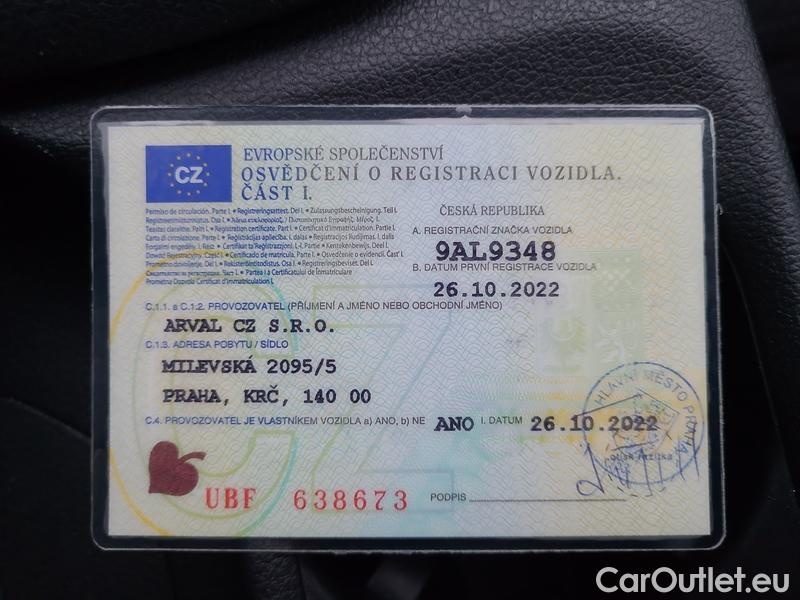 CZ
EVROPSKÉ SPOLEČENSTVÍ
OSVĚDČENÍ O REGISTRACI VOZIDLA.
ČÁST I.
ČESKÁ REPUBLIKA
A. REGISTRAČNÍ ZNAČKA VOZIDLA
9AL9348
B. DATUM PRVNÍ REGISTRACE VOZIDLA
26.10.2022
C.1.1. a C.1.2. PROVOZOVATEL (PŘÍJMENÍ A JMÉNO NEBO OBCHODNÍ JMÉNO)
ARVAL CZ S.R.O.
C.1.3. ADRESA POBYTU / SÍDLO
MILEVSKÁ 2095/5
PRAHA, KRČ, 140 00
C.4. PROVOZOVATEL JE VLASTNÍKEM VOZIDLA a) ANO, b) NE ANO I. DATUM 26.10.2022
HLAVNÍ MĚSTO PRAHA
otisk razítka
UBF 638673 PODPIS
CarOutlet.eu